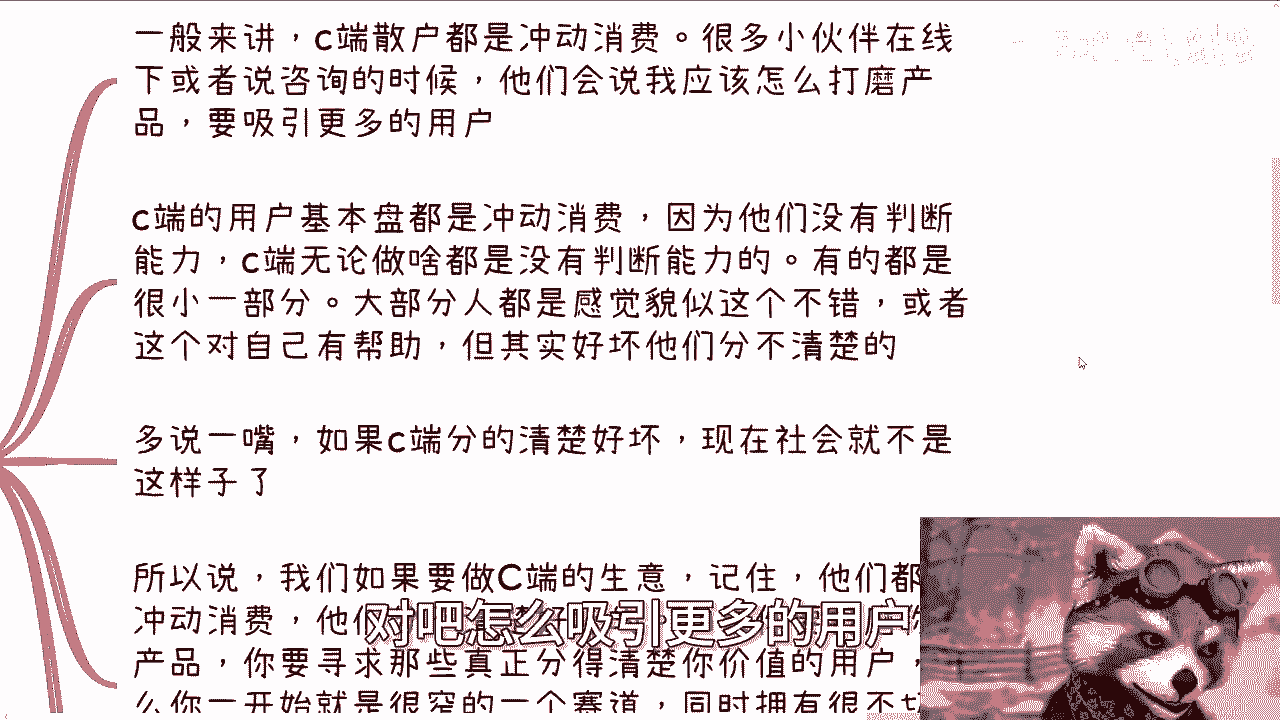 一般来讲，c端散户都是冲动消费。很多小伙伴在线
下或者说咨询的时候，他们会说我应该怎么打磨产
品，要吸引更多的用户
c端的用户基本盘都是冲动消费，因为他们没有判断
能力，c端无论做啥都是没有判断能力的。有的都是
很小一部分。大部分人都是感觉貌似这个不错，或者
这个对自己有帮助，但其实好坏他们分不清楚的
多说一嘴，如果c端分的清楚好坏，现在社会就不是
这样子了
所以说，我们如果要做C端的生意，记住，他们都
冲动消费，他们
对吧怎么吸引更多的用户
产品，你要寻求那些真正分得清楚你价值的用户，
么你一开始就是很窄的一个赛道，同时拥有很不